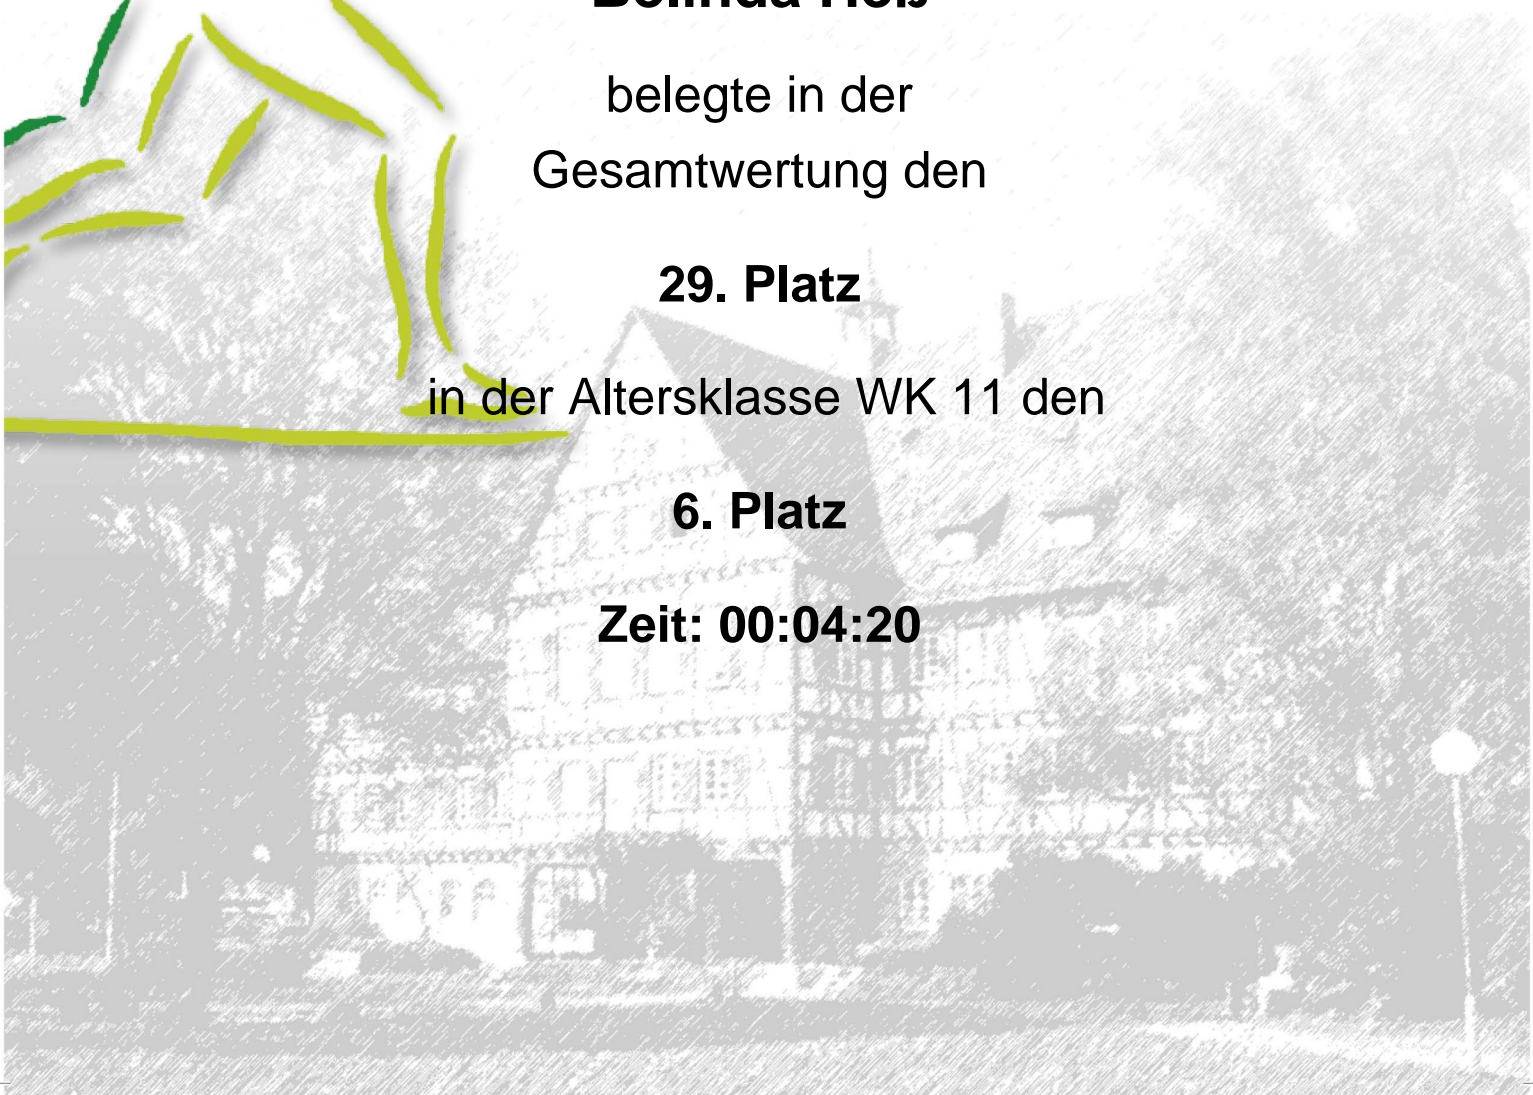 Belinda
belegte in der
Gesamtwertung den
29. Platz
in der Altersklasse WK 11 den
6. Platz
Zeit: 00:04:20